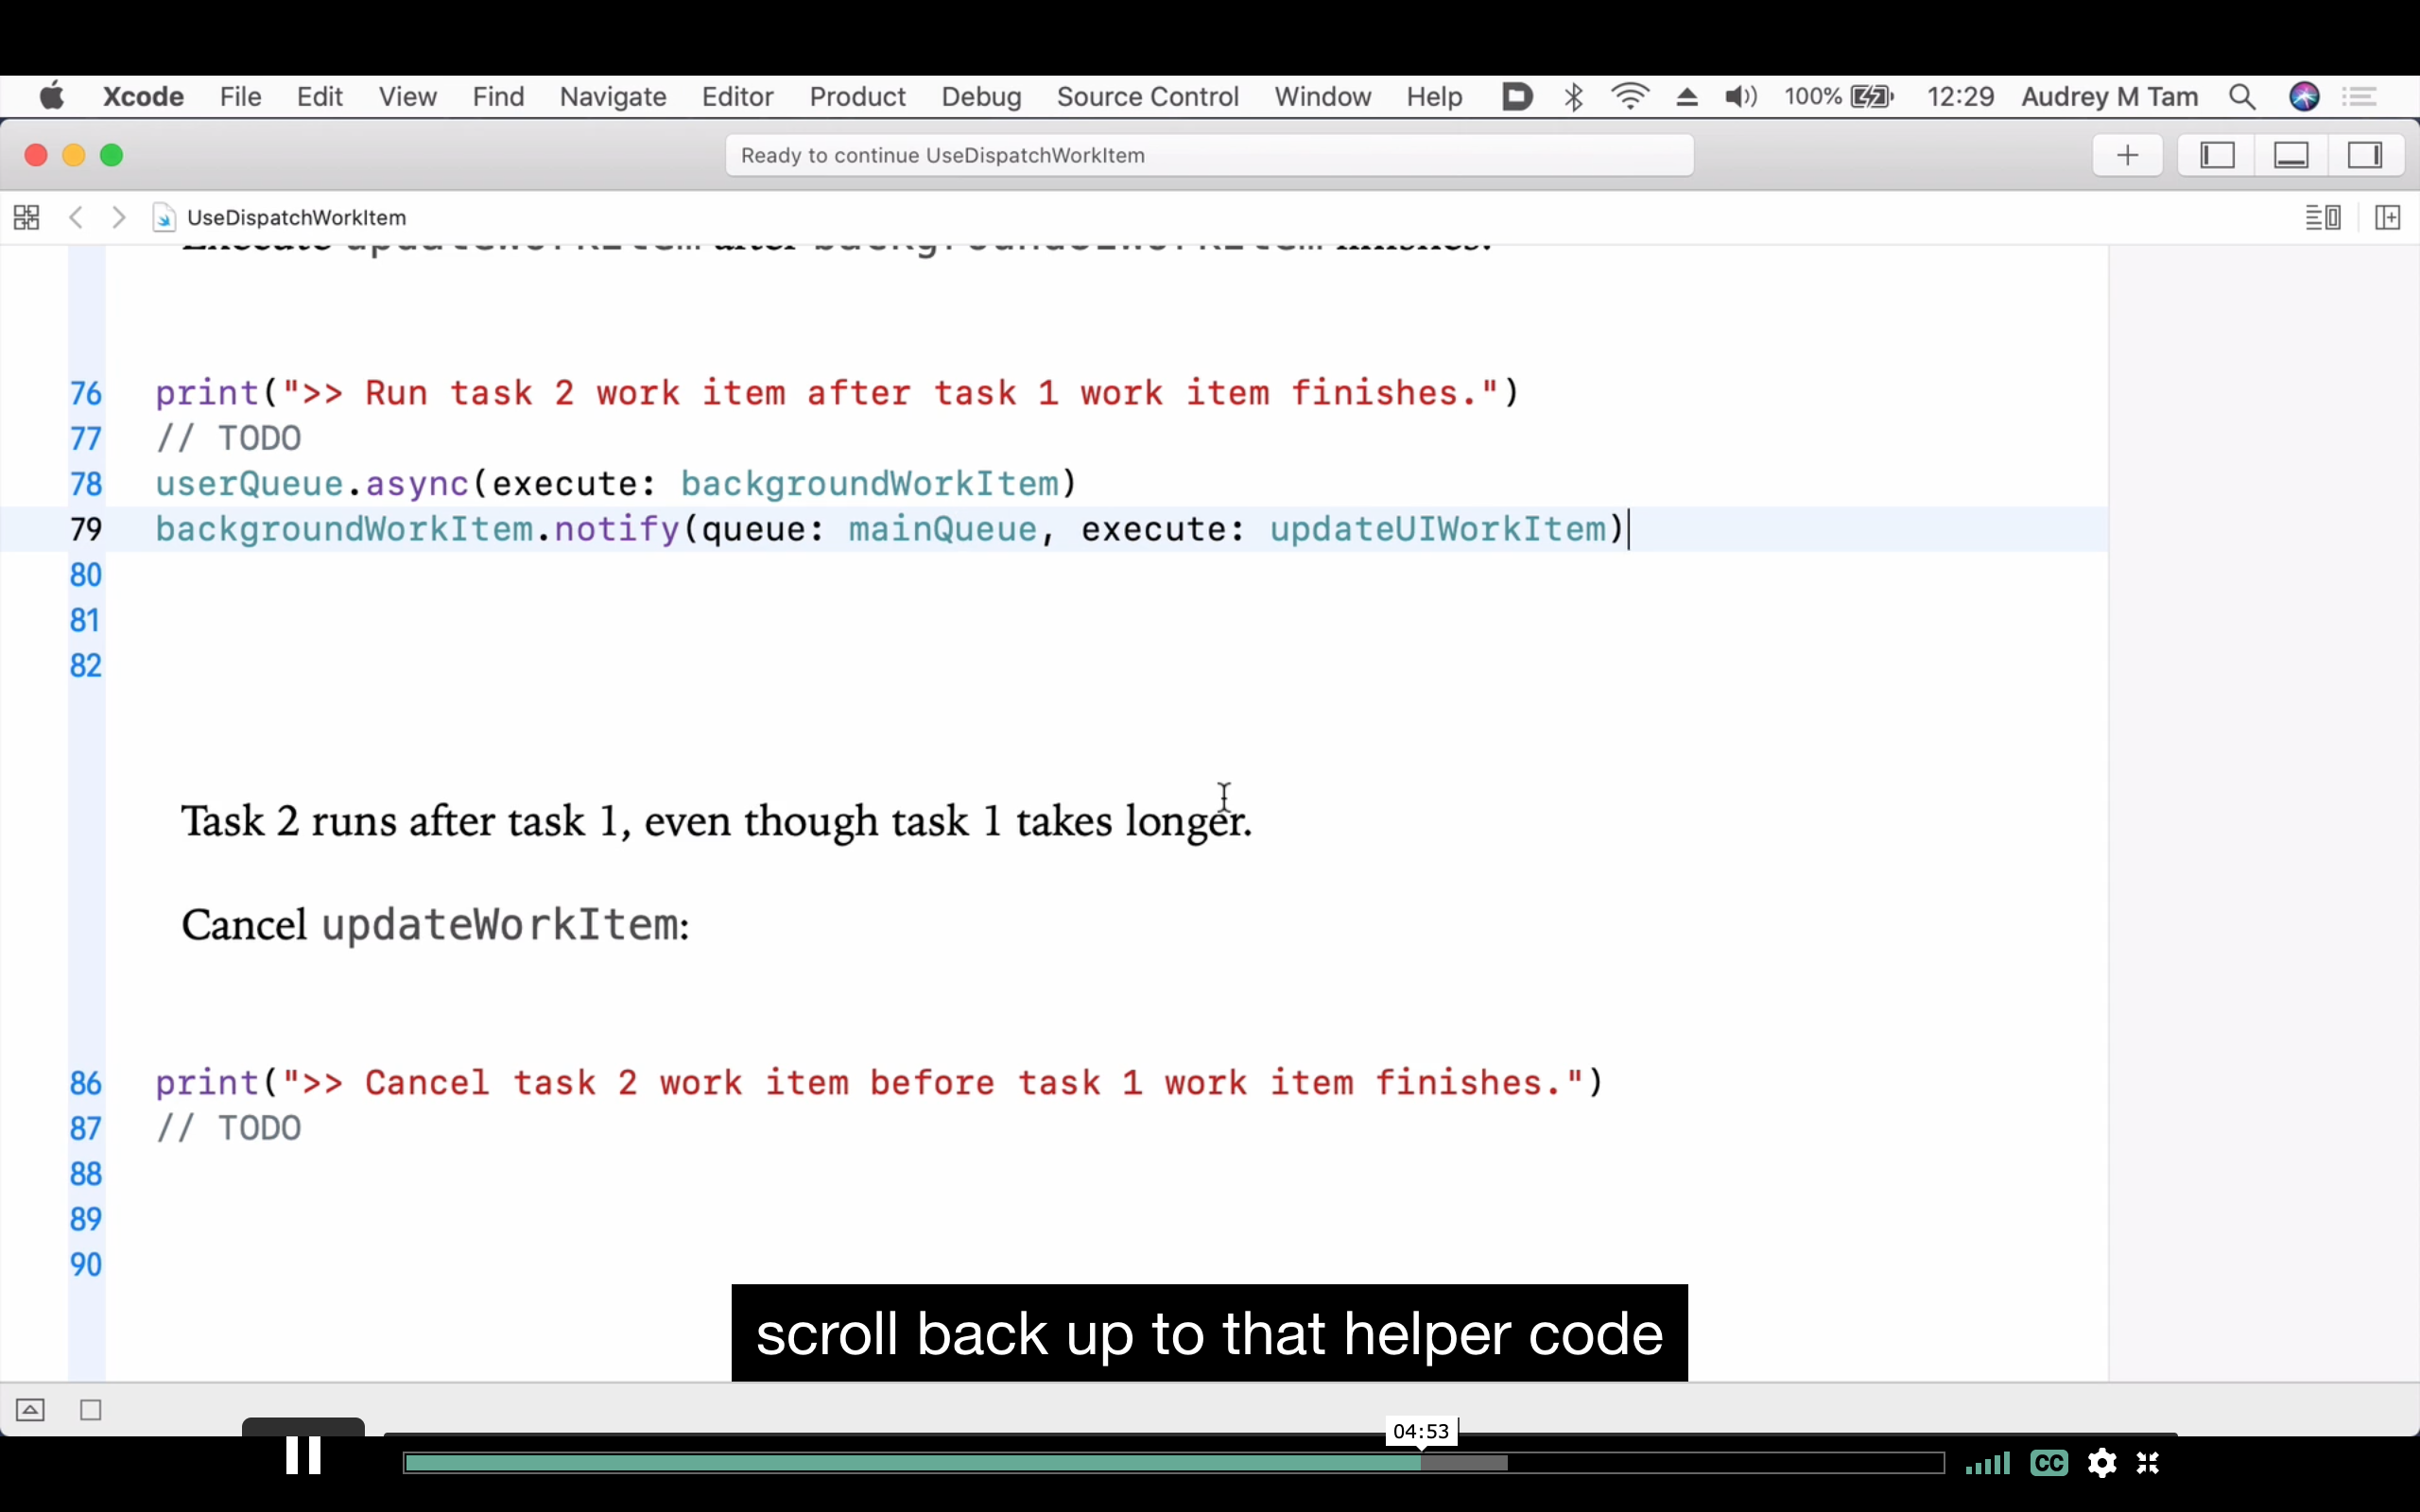 Xcode File Edit View Find Navigate Editor Product Debug Source Control Window Help 100% 12:29 Audrey M Tam
Ready to continue UseDispatchWorkItem
UseDispatchWorkItem
76 print(">> Run task 2 work item after task 1 work item finishes.")
77 // TODO
78 userQueue.async(execute: backgroundWorkItem)
79 backgroundWorkItem.notify(queue: mainQueue, execute: updateUIWorkItem)
80
81
82
Task 2 runs after task 1, even though task 1 takes longer.
Cancel updateWorkItem:
86 print(">> Cancel task 2 work item before task 1 work item finishes.")
87 // TODO
88
89
90
scroll back up to that helper code
04:53
CC